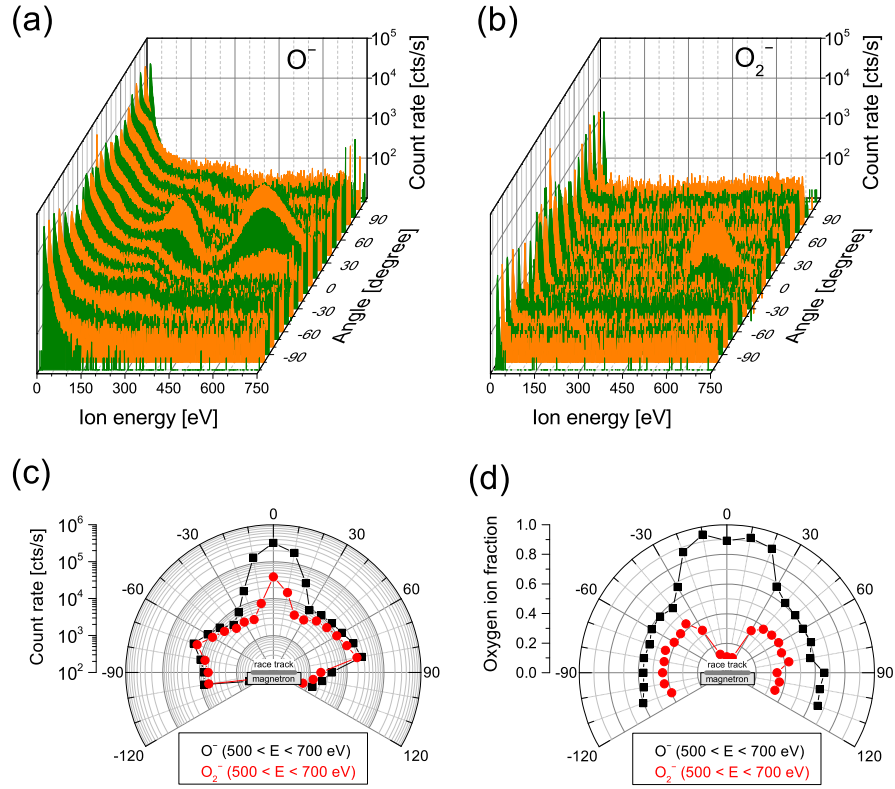 (a)
O⁻
10⁵
10⁴
10³
10²
Count rate [cts/s]
90
60
30
0
-30
-60
-90
Angle [degree]
0 150 300 450 600 750
Ion energy [eV]
(b)
O₂⁻
10⁵
10⁴
10³
10²
Count rate [cts/s]
90
60
30
0
-30
-60
-90
Angle [degree]
0 150 300 450 600 750
Ion energy [eV]
(c)
Count rate [cts/s]
10⁶
10⁵
10⁴
10³
10²
-120
-90
-60
-30
0
30
60
90
120
race track
magnetron
O⁻ (500 < E < 700 eV)
O₂⁻ (500 < E < 700 eV)
(d)
Oxygen ion fraction
1.0
0.8
0.6
0.4
0.2
0.0
-120
-90
-60
-30
0
30
60
90
120
race track
magnetron
O⁻ (500 < E < 700 eV)
O₂⁻ (500 < E < 700 eV)